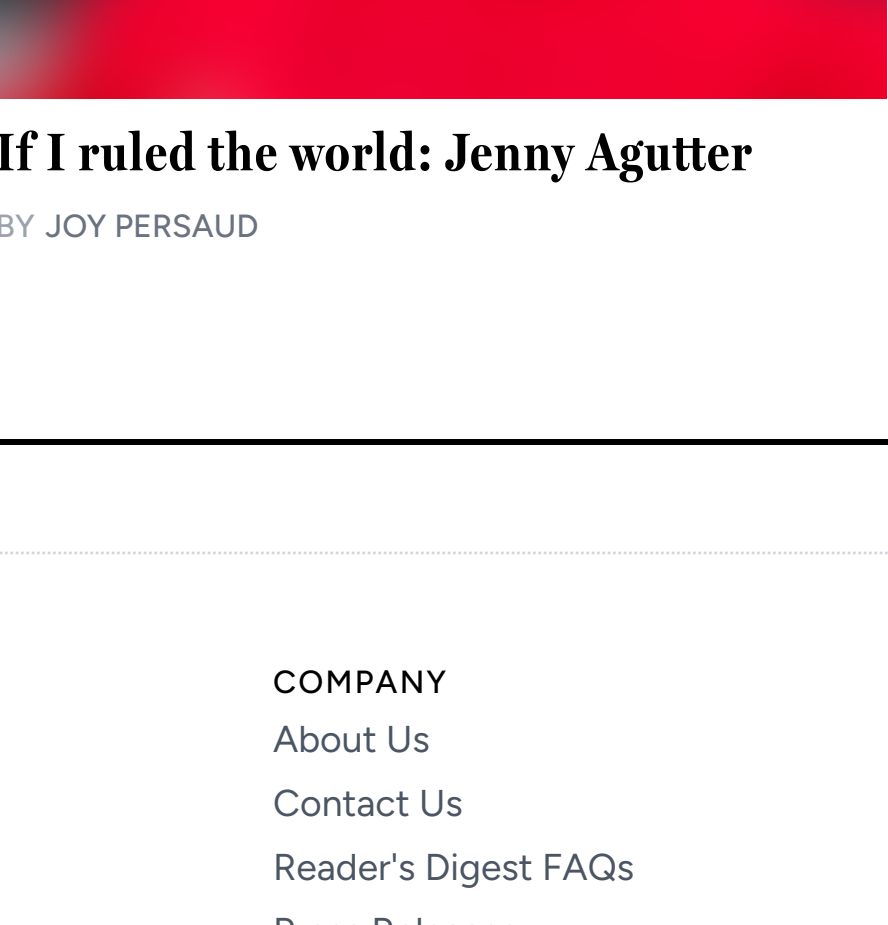 If I ruled the world: Jenny Agutter
BY JOY PERSAUD
COMPANY
About Us
Contact Us
Reader's Digest FAQs